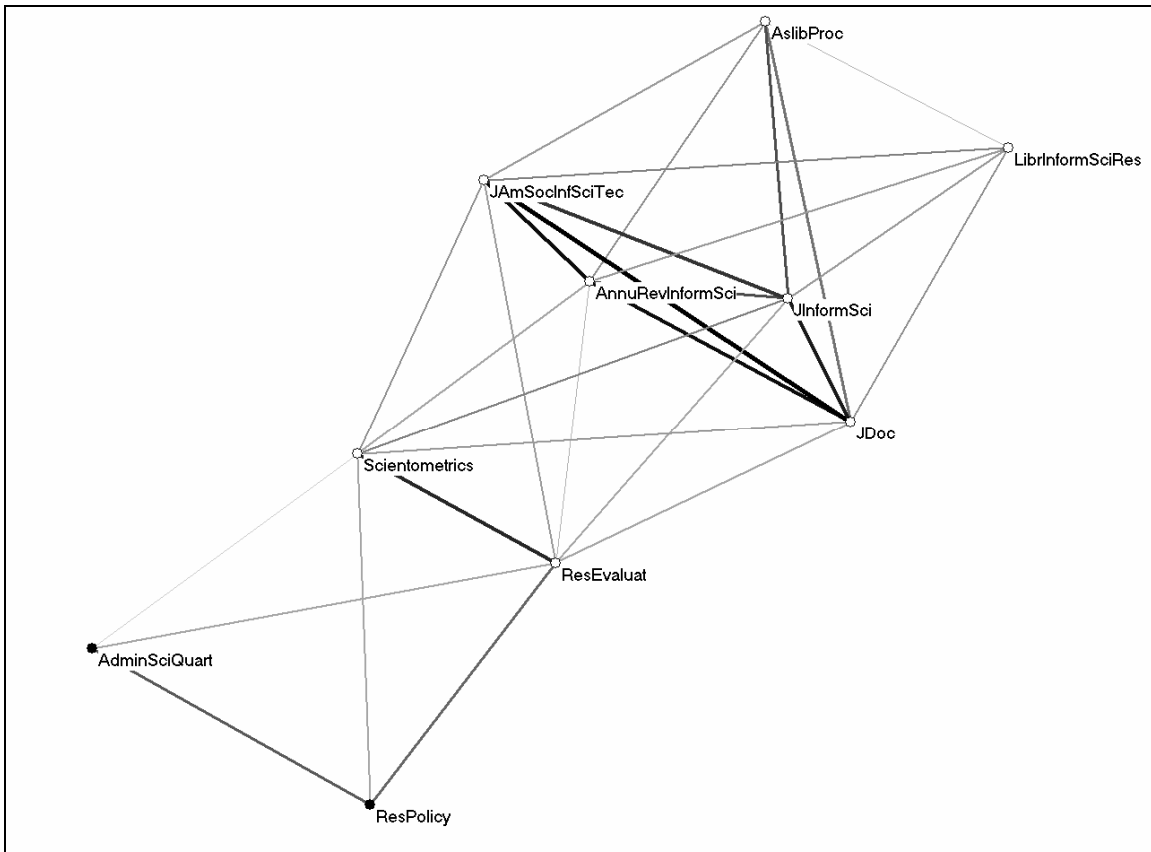 AslibProc
LibrInformSciRes
JAmSocInfSciTec
AnnuRevInformSci
JInformSci
JDoc
Scientometrics
ResEvaluat
AdminSciQuart
ResPolicy